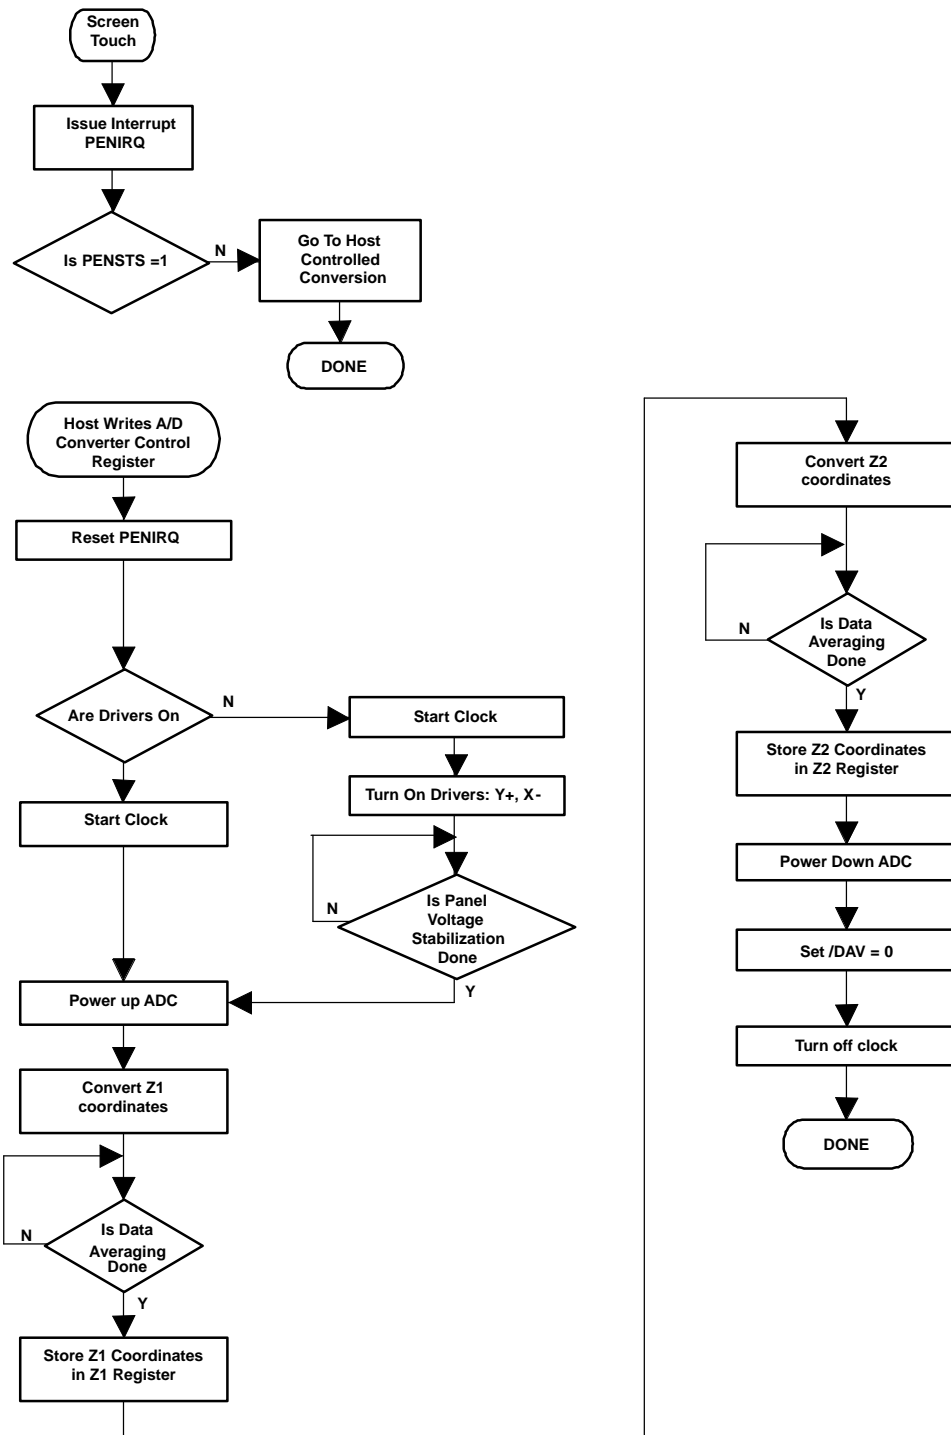 Screen
Touch
Issue Interrupt
PENIRQ
Is PENSTS =1
N
Go To Host
Controlled
Conversion
DONE
Host Writes A/D
Converter Control
Register
Reset PENIRQ
Are Drivers On
N
Start Clock
Start Clock
Turn On Drivers: Y+, X-
Is Panel
Voltage
Stabilization
Done
N
Y
Power up ADC
Convert Z1
coordinates
Is Data
Averaging
Done
N
Y
Store Z1 Coordinates
in Z1 Register
Convert Z2
coordinates
Is Data
Averaging
Done
N
Y
Store Z2 Coordinates
in Z2 Register
Power Down ADC
Set /DAV = 0
Turn off clock
DONE